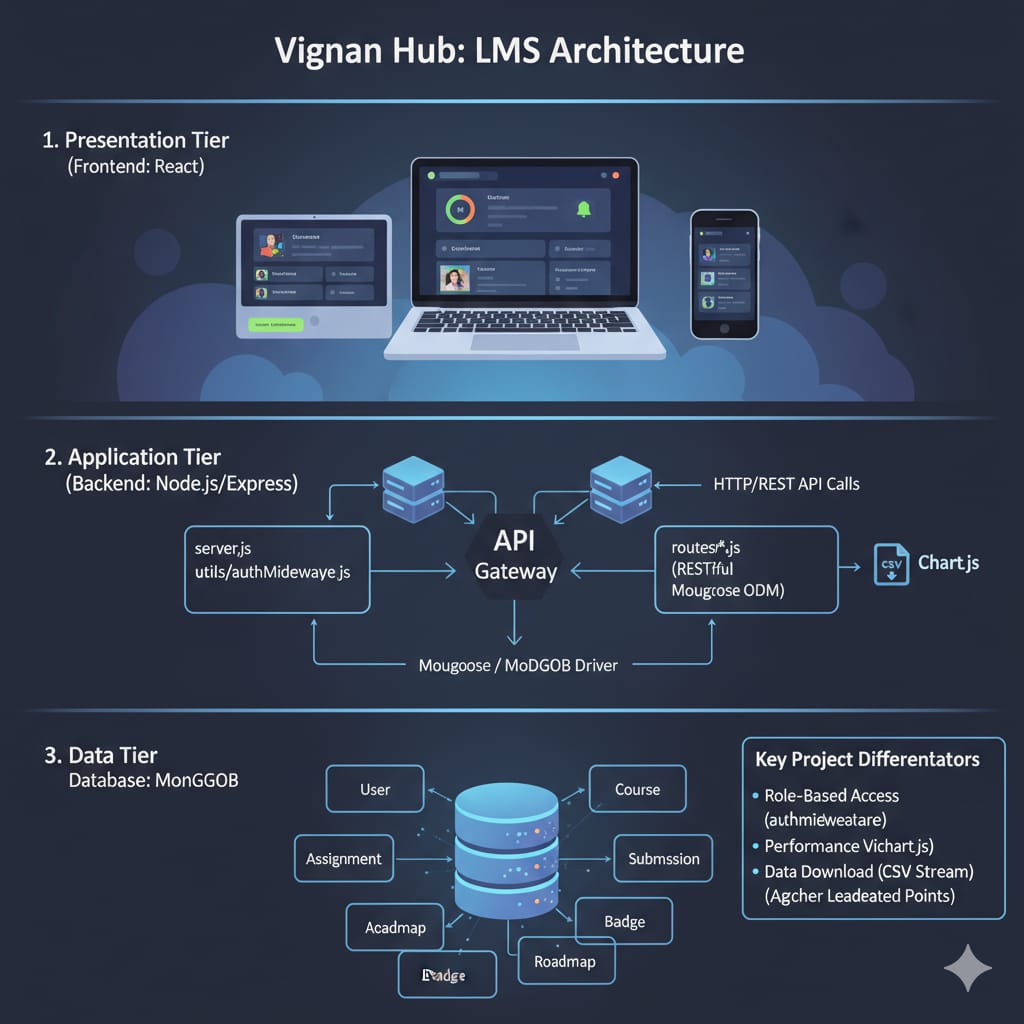 Vignan Hub: LMS Architecture
1. Presentation Tier
(Frontend: React)
2. Application Tier
(Backend: Node.js/Express)
HTTP/REST API Calls
server.js
utils/authMidewaye.js
API
Gateway
routes/*.js
(RESTfful
Mougrose ODM)
CSV
Chart.js
Mougoose / MoDGOB Driver
3. Data Tier
Database: MonGGOB
User
Course
Assignment
Submssion
Acadmap
Badge
Roadmap
Key Project Differentators
• Role-Based Access
(authmieweatare)
• Performance Vichart.js)
• Data Download (CSV Stream)
(Agcher Leadeated Points)